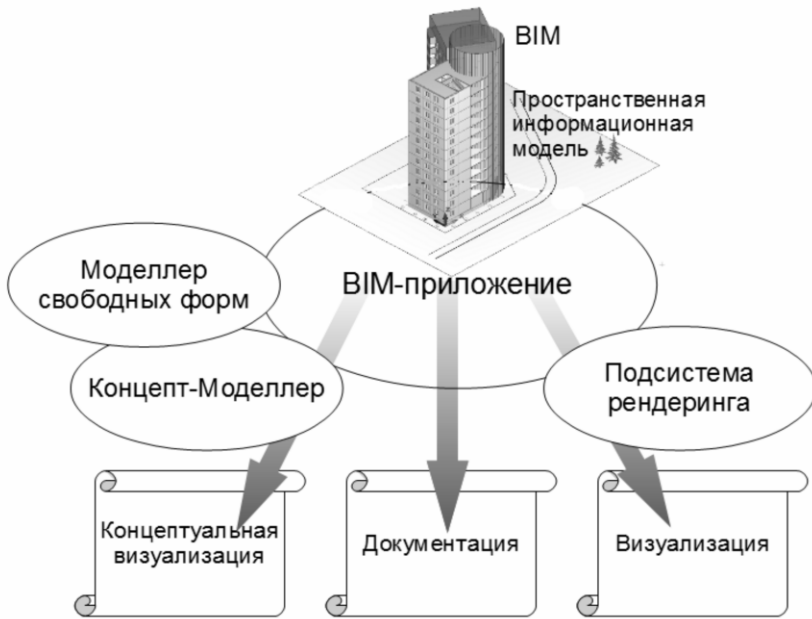 BIM
Пространственная
информационная
модель
Моделлер
свободных форм
BIM-приложение
Концепт-Моделлер
Подсистема
рендеринга
Концептуальная
визуализация
Документация
Визуализация